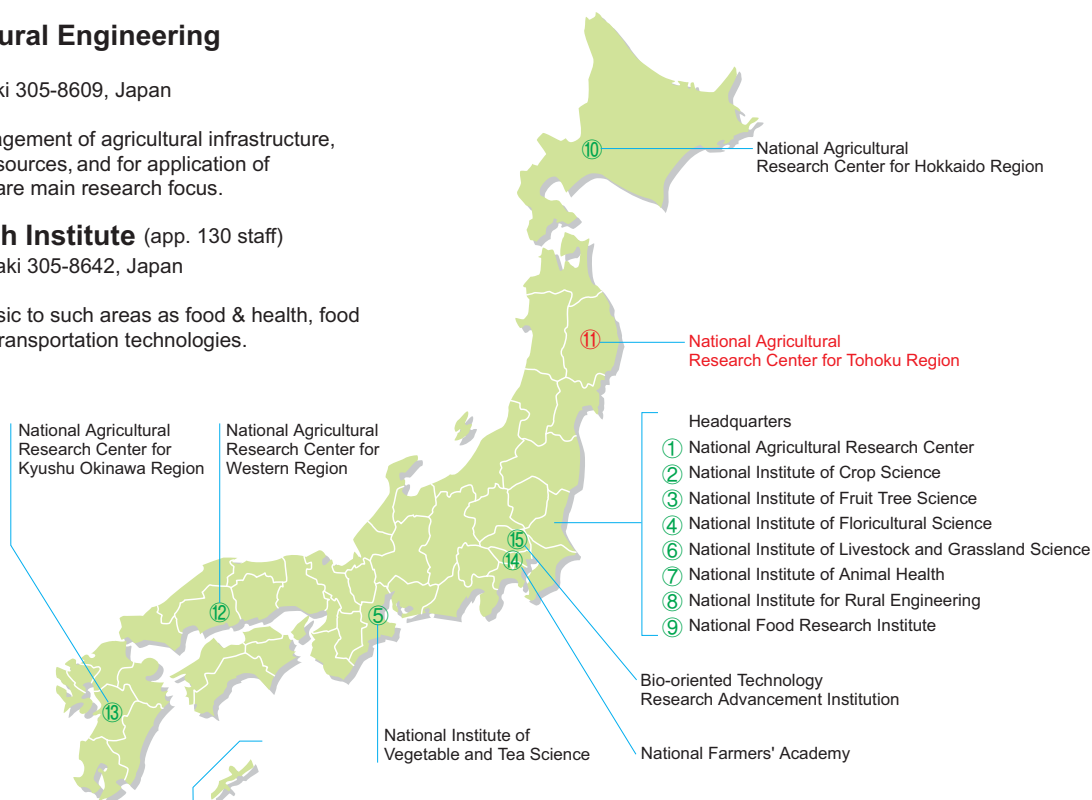 ural Engineering
ki 305-8609, Japan
gement of agricultural infrastructure,
sources, and for application of
are main research focus.
h Institute (app. 130 staff)
aki 305-8642, Japan
sic to such areas as food & health, food
ransportation technologies.
⑩
National Agricultural
Research Center for Hokkaido Region
⑪
National Agricultural
Research Center for Tohoku Region
Headquarters
① National Agricultural Research Center
② National Institute of Crop Science
③ National Institute of Fruit Tree Science
④ National Institute of Floricultural Science
⑥ National Institute of Livestock and Grassland Science
⑦ National Institute of Animal Health
⑧ National Institute for Rural Engineering
⑨ National Food Research Institute
National Agricultural
Research Center for
Kyushu Okinawa Region
National Agricultural
Research Center for
Western Region
⑮
⑭
⑫
⑤
⑬
Bio-oriented Technology
Research Advancement Institution
National Institute of
Vegetable and Tea Science
National Farmers' Academy